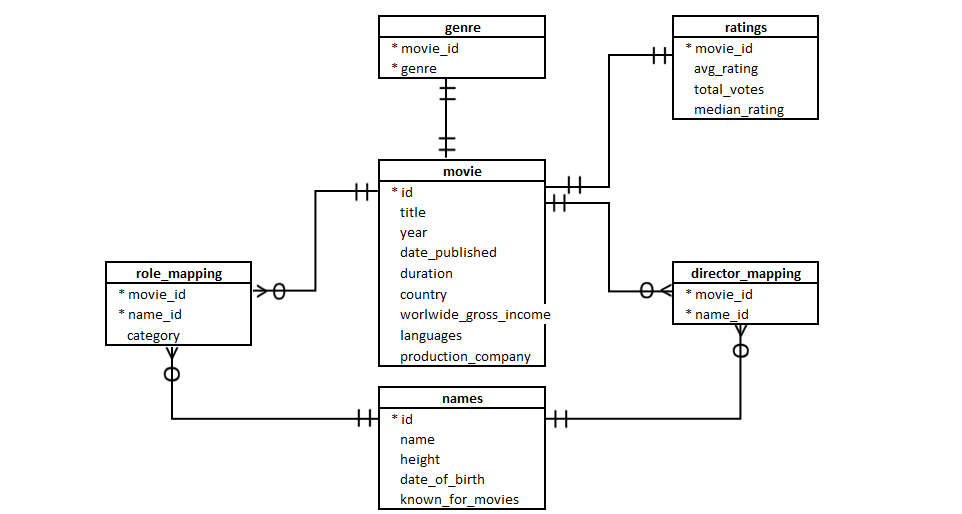 genre
* movie_id
* genre
ratings
* movie_id
avg_rating
total_votes
median_rating
movie
* id
title
year
date_published
duration
country
worlwide_gross_income
languages
production_company
role_mapping
* movie_id
* name_id
category
director_mapping
* movie_id
* name_id
names
* id
name
height
date_of_birth
known_for_movies